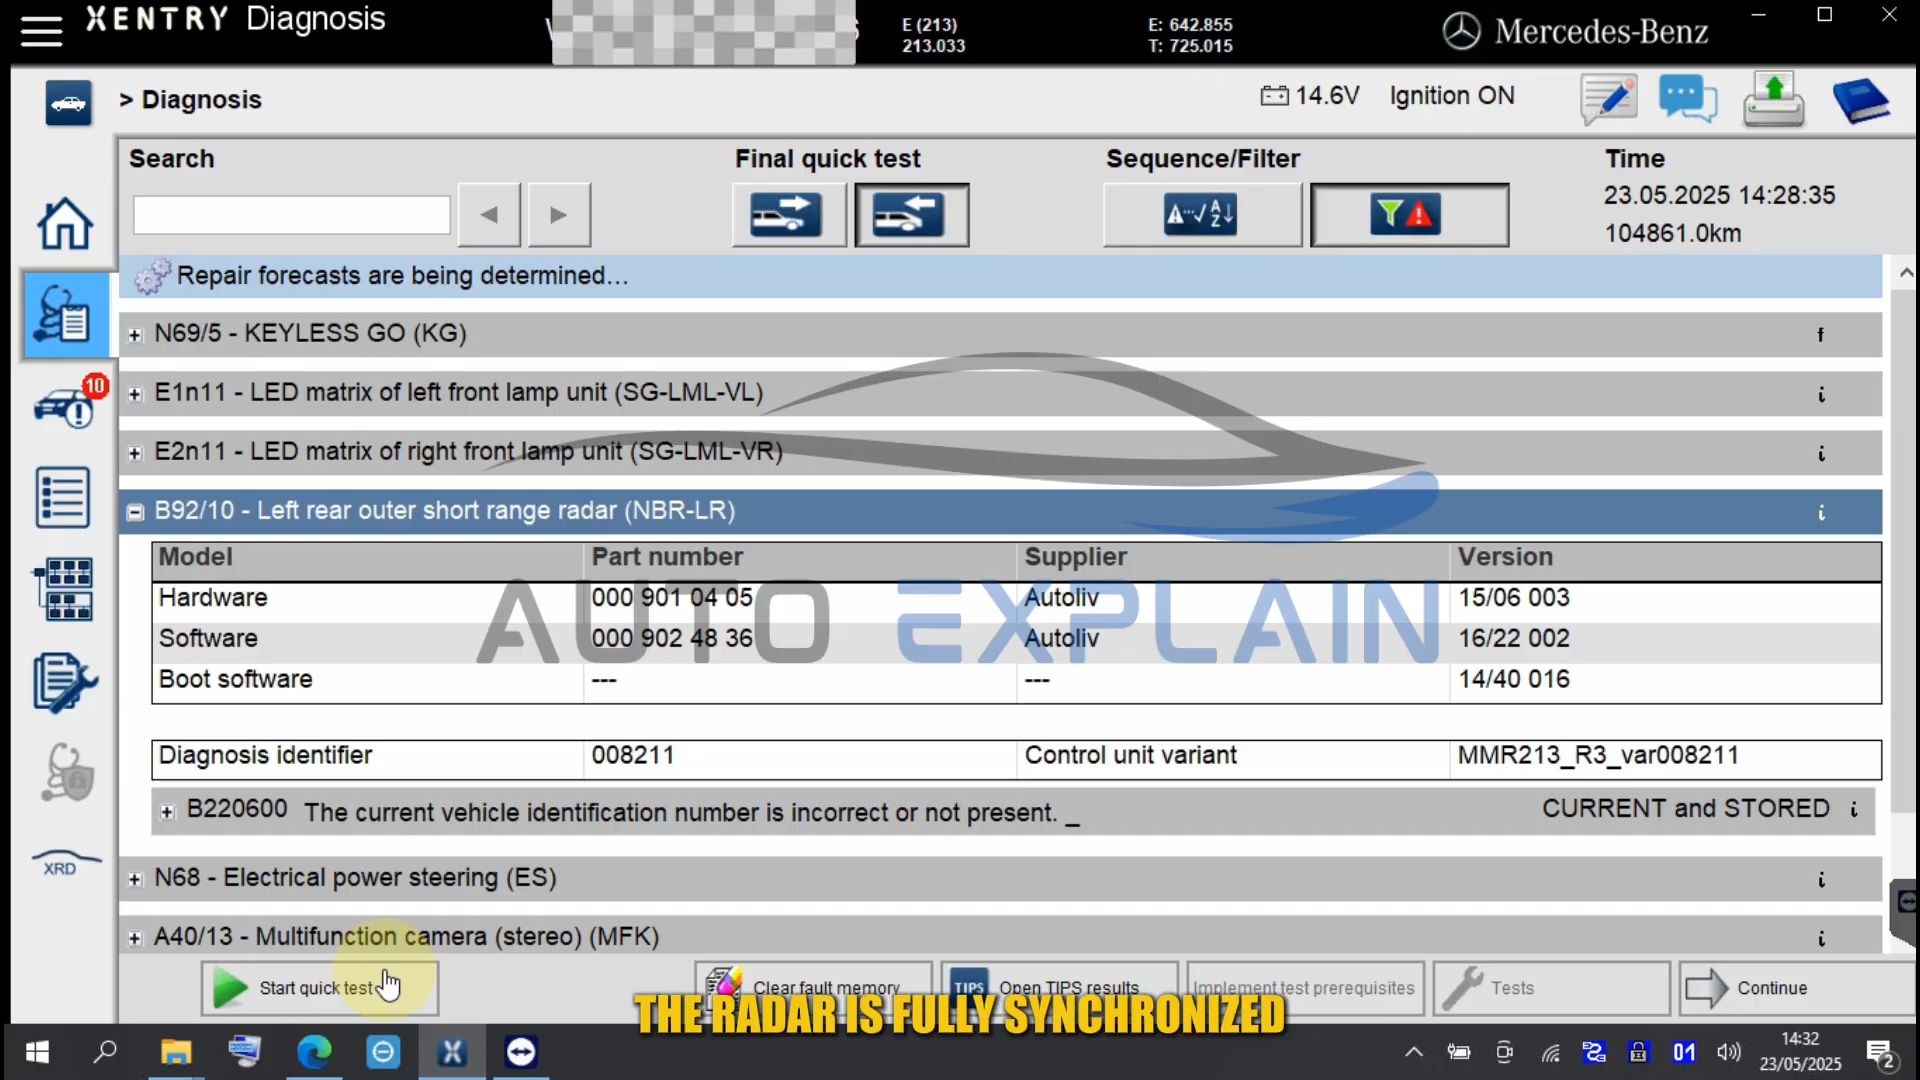 XENTRY Diagnosis
E (213)
213.033
E: 642.855
T: 725.015
Mercedes-Benz
> Diagnosis
14.6V
Ignition ON
Search
Final quick test
Sequence/Filter
Time
23.05.2025 14:28:35
104861.0km
Repair forecasts are being determined...
N69/5 - KEYLESS GO (KG)
f
E1n11 - LED matrix of left front lamp unit (SG-LML-VL)
i
10
E2n11 - LED matrix of right front lamp unit (SG-LML-VR)
i
B92/10 - Left rear outer short range radar (NBR-LR)
i
Model Part number Supplier Version
Hardware 000 901 04 05 Autoliv 15/06 003
Software 000 902 48 36 Autoliv 16/22 002
Boot software --- --- 14/40 016
AUTO EXPLAIN
Diagnosis identifier 008211 Control unit variant MMR213_R3_var008211
B220600 The current vehicle identification number is incorrect or not present. _ CURRENT and STORED i
XRD
N68 - Electrical power steering (ES)
i
A40/13 - Multifunction camera (stereo) (MFK)
i
Start quick test
Clear fault memory
TIPS
Open TIPS results
Implement test prerequisites
Tests
Continue
THE RADAR IS FULLY SYNCHRONIZED
01
14:32
23/05/2025
2